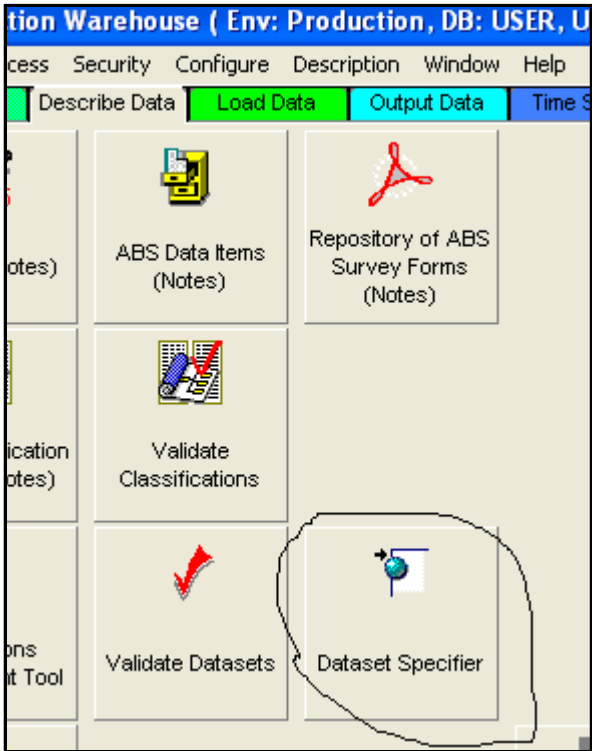 tion Warehouse ( Env: Production, DB: USER, U
cess Security Configure Description Window Help
Describe Data Load Data Output Data Time S
otes)
ABS Data Items
(Notes)
Repository of ABS
Survey Forms
(Notes)
ication
otes)
Validate
Classifications
ons
nt Tool
Validate Datasets
Dataset Specifier